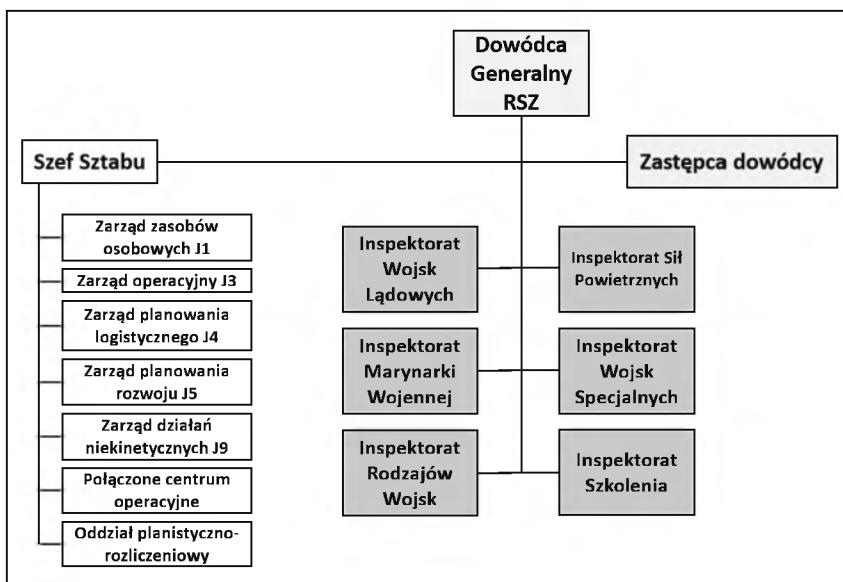 Dowódca
Generalny
RSZ
Szef Sztabu
Zastępca dowódcy
Zarząd zasobów
osobowych J1
Zarząd operacyjny J3
Zarząd planowania
logistycznego J4
Zarząd planowania
rozwoju J5
Zarząd działań
niekinetycznych J9
Połączone centrum
operacyjne
Oddział planistyczno-
rozliczeniowy
Inspektorat
Wojsk
Lądowych
Inspektorat Sił
Powietrznych
Inspektorat
Marynarki
Wojennej
Inspektorat
Wojsk
Specjalnych
Inspektorat
Rodzajów
Wojsk
Inspektorat
Szkolenia